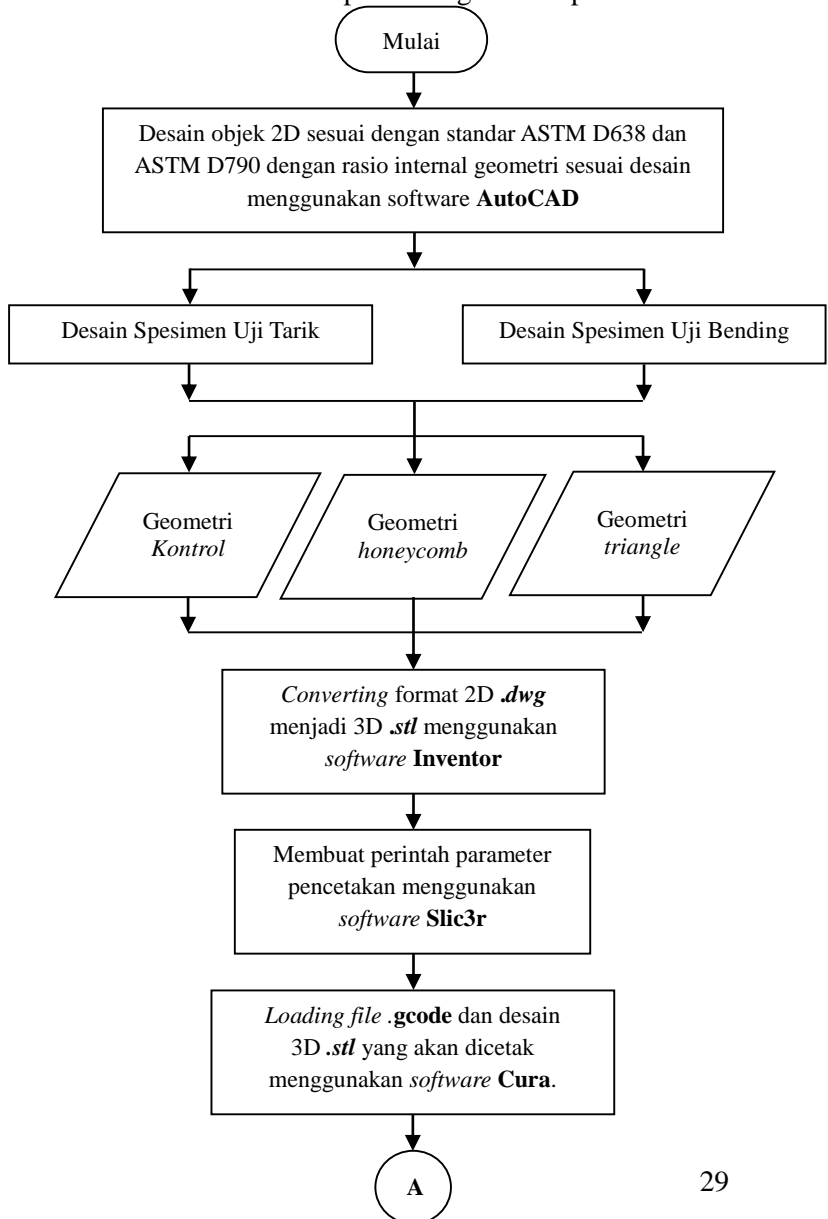 Mulai
Desain objek 2D sesuai dengan standar ASTM D638 dan
ASTM D790 dengan rasio internal geometri sesuai desain
menggunakan software AutoCAD
Desain Spesimen Uji Tarik
Desain Spesimen Uji Bending
Geometri
Kontrol
Geometri
honeycomb
Geometri
triangle
Converting format 2D .dwg
menjadi 3D .stl menggunakan
software Inventor
Membuat perintah parameter
pencetakan menggunakan
software Slic3r
Loading file .gcode dan desain
3D .stl yang akan dicetak
menggunakan software Cura.
A
29